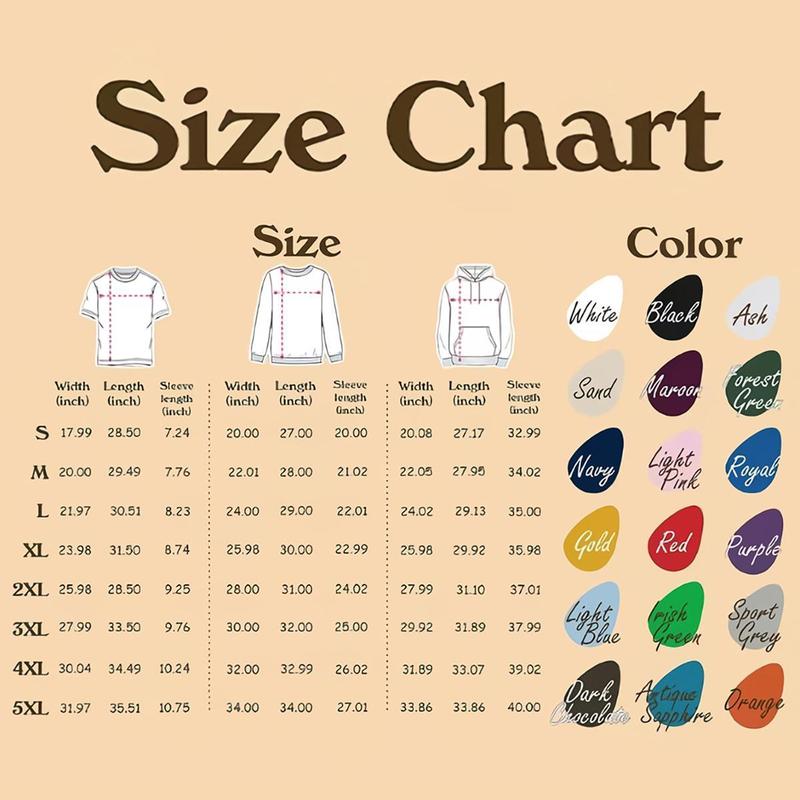 Size Chart
Size
Color
Width (inch) Length (inch) Sleeve length (inch) Width (inch) Length (inch) Sleeve length (inch) Width (inch) Length (inch) Sleeve length (inch)
S 17.99 28.50 7.24 20.00 27.00 20.00 20.08 27.17 32.99
M 20.00 29.49 7.76 22.01 28.00 21.02 22.05 27.95 34.02
L 21.97 30.51 8.23 24.00 29.00 22.01 24.02 29.13 35.00
XL 23.98 31.50 8.74 25.98 30.00 22.99 25.98 29.92 35.98
2XL 25.98 28.50 9.25 28.00 31.00 24.02 27.99 31.10 37.01
3XL 27.99 33.50 9.76 30.00 32.00 25.00 29.92 31.89 37.99
4XL 30.04 34.49 10.24 32.00 32.99 26.02 31.89 33.07 39.02
5XL 31.97 35.51 10.75 34.00 34.00 27.01 33.86 33.86 40.00
White Black Ash
Sand Maroon Forest Green
Navy Light Pink Royal
Gold Red Purple
Light Blue Irish Green Sport Grey
Dark Chocolate Antique Sapphire Orange